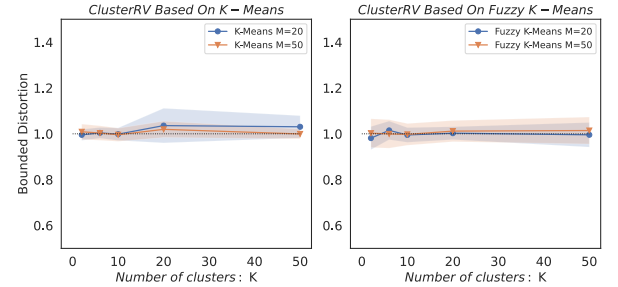 ClusterRV Based On K − Means
K-Means M=20
K-Means M=50
Bounded Distortion
1.4
1.2
1.0
0.8
0.6
0 10 20 30 40 50
Number of clusters : K
ClusterRV Based On Fuzzy K − Means
Fuzzy K-Means M=20
Fuzzy K-Means M=50
1.4
1.2
1.0
0.8
0.6
0 10 20 30 40 50
Number of clusters : K